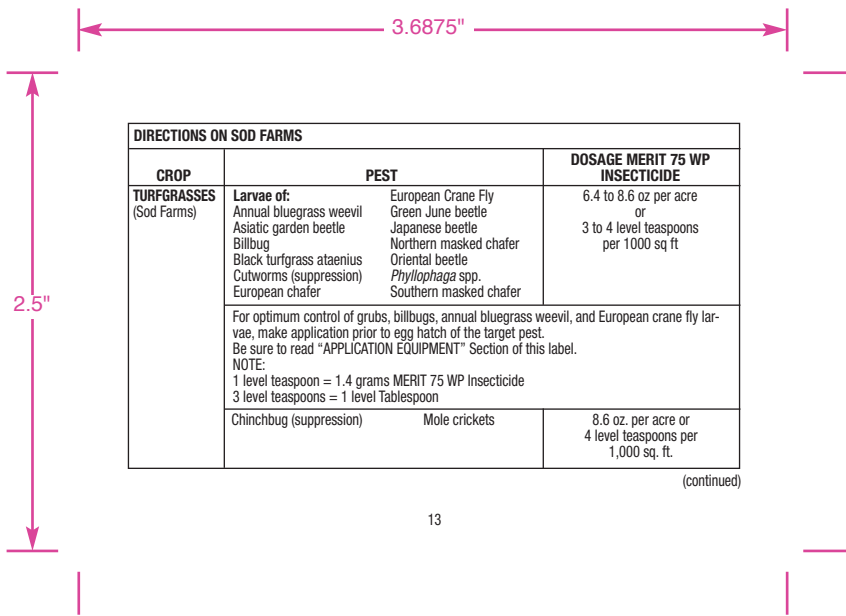 3.6875"
2.5"
DIRECTIONS ON SOD FARMS
CROP
PEST
DOSAGE MERIT 75 WP
INSECTICIDE
TURFGRASSES
(Sod Farms)
Larvae of:
Annual bluegrass weevil
Asiatic garden beetle
Billbug
Black turfgrass ataenius
Cutworms (suppression)
European chafer
European Crane Fly
Green June beetle
Japanese beetle
Northern masked chafer
Oriental beetle
Phyllophaga spp.
Southern masked chafer
6.4 to 8.6 oz per acre
or
3 to 4 level teaspoons
per 1000 sq ft
For optimum control of grubs, billbugs, annual bluegrass weevil, and European crane fly lar-
vae, make application prior to egg hatch of the target pest.
Be sure to read “APPLICATION EQUIPMENT” Section of this label.
NOTE:
1 level teaspoon = 1.4 grams MERIT 75 WP Insecticide
3 level teaspoons = 1 level Tablespoon
Chinchbug (suppression)
Mole crickets
8.6 oz. per acre or
4 level teaspoons per
1,000 sq. ft.
(continued)
13